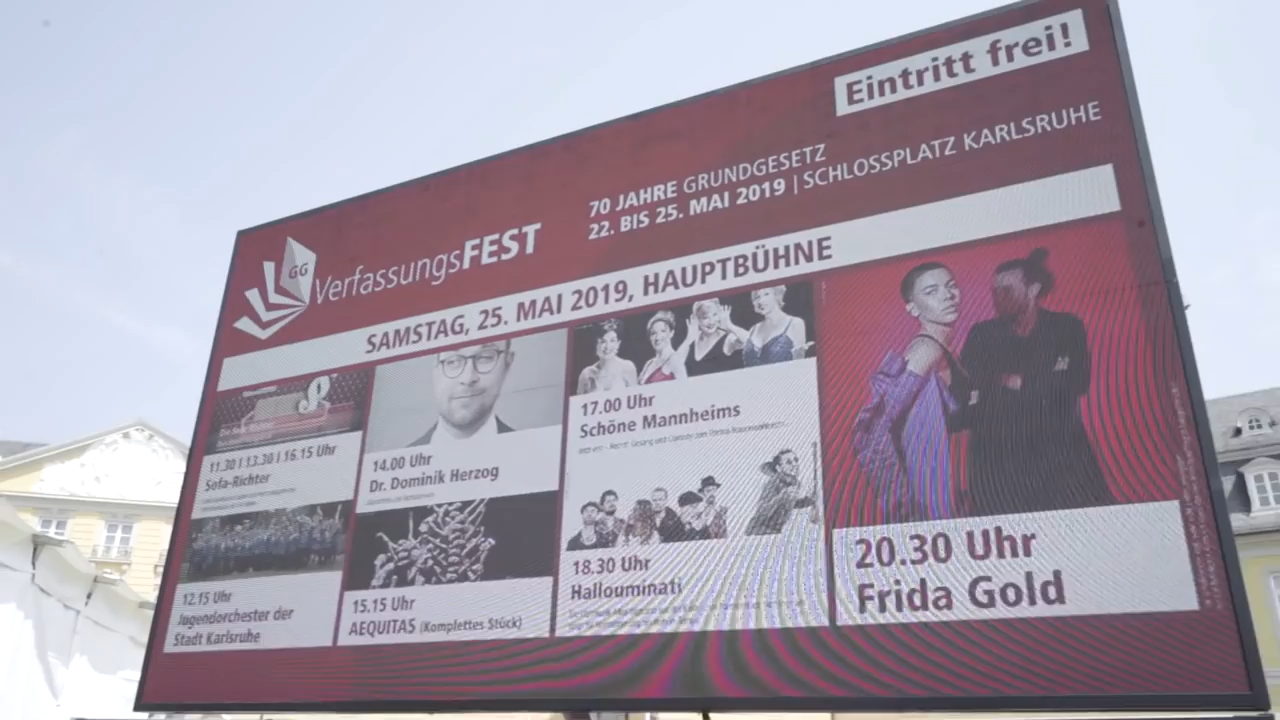 Eintritt frei!
70 JAHRE GRUNDGESETZ
22. BIS 25. MAI 2019 | SCHLOSSPLATZ KARLSRUHE
GG
VerfassungsFEST
SAMSTAG, 25. MAI 2019, HAUPTBÜHNE
11.30 I 13.30 I 16.15 Uhr
Sofa-Richter
12.15 Uhr
Jugendorchester der
Stadt Karlsruhe
14.00 Uhr
Dr. Dominik Herzog
15.15 Uhr
AEQUITAS (Komplettes Stück)
17.00 Uhr
Schöne Mannheims
18.30 Uhr
Hallouminati
20.30 Uhr
Frida Gold